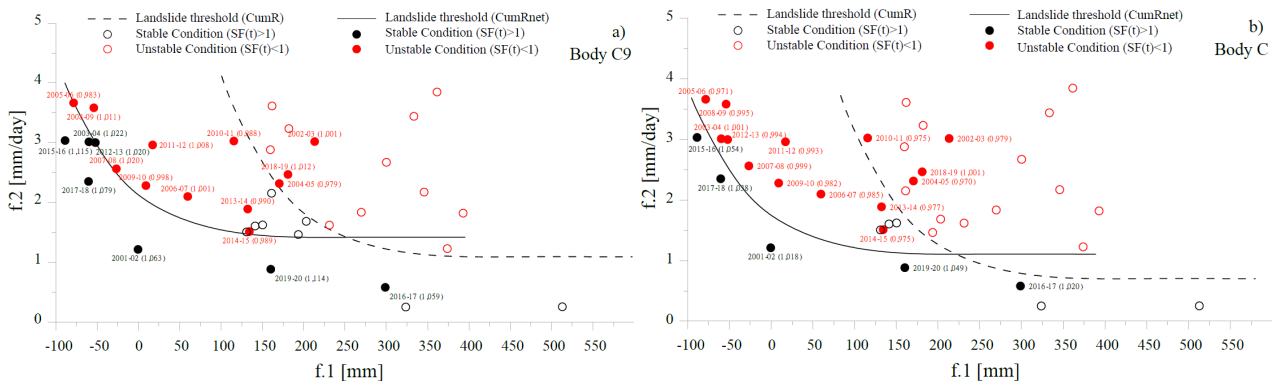 Landslide threshold (CumR)
Landslide threshold (CumRnet)
Stable Condition (SF(t)>1)
Stable Condition (SF(t)>1)
Unstable Condition (SF(t)<1)
Unstable Condition (SF(t)<1)
a)
Body C9
5
4
3
2
1
0
f.2 [mm/day]
2005-06 (0,983)
2008-09 (1,011)
2003-04 (1,022)
2015-16 (1,115)
2012-13 (1,020)
2011-12 (1,008)
2010-11 (0,988)
2002-03 (1,001)
2007-08 (1,020)
2017-18 (1,079)
2009-10 (0,998)
2006-07 (1,001)
2018-19 (1,012)
2004-05 (0,979)
2013-14 (0,990)
2014-15 (0,989)
2001-02 (1,063)
2019-20 (1,114)
2016-17 (1,059)
-100 -50 0 50 100 150 200 250 300 350 400 450 500 550
f.1 [mm]
Landslide threshold (CumR)
Landslide threshold (CumRnet)
Stable Condition (SF(t)>1)
Stable Condition (SF(t)>1)
Unstable Condition (SF(t)<1)
Unstable Condition (SF(t)<1)
b)
Body C
5
4
3
2
1
0
f.2 [mm/day]
2005-06 (0,971)
2008-09 (0,995)
2003-04 (1,001)
2015-16 (1,054)
2012-13 (0,994)
2011-12 (0,993)
2010-11 (0,975)
2002-03 (0,979)
2007-08 (0,999)
2017-18 (1,038)
2009-10 (0,982)
2006-07 (0,985)
2018-19 (1,001)
2004-05 (0,970)
2013-14 (0,977)
2014-15 (0,975)
2001-02 (1,018)
2019-20 (1,049)
2016-17 (1,020)
-100 -50 0 50 100 150 200 250 300 350 400 450 500 550
f.1 [mm]